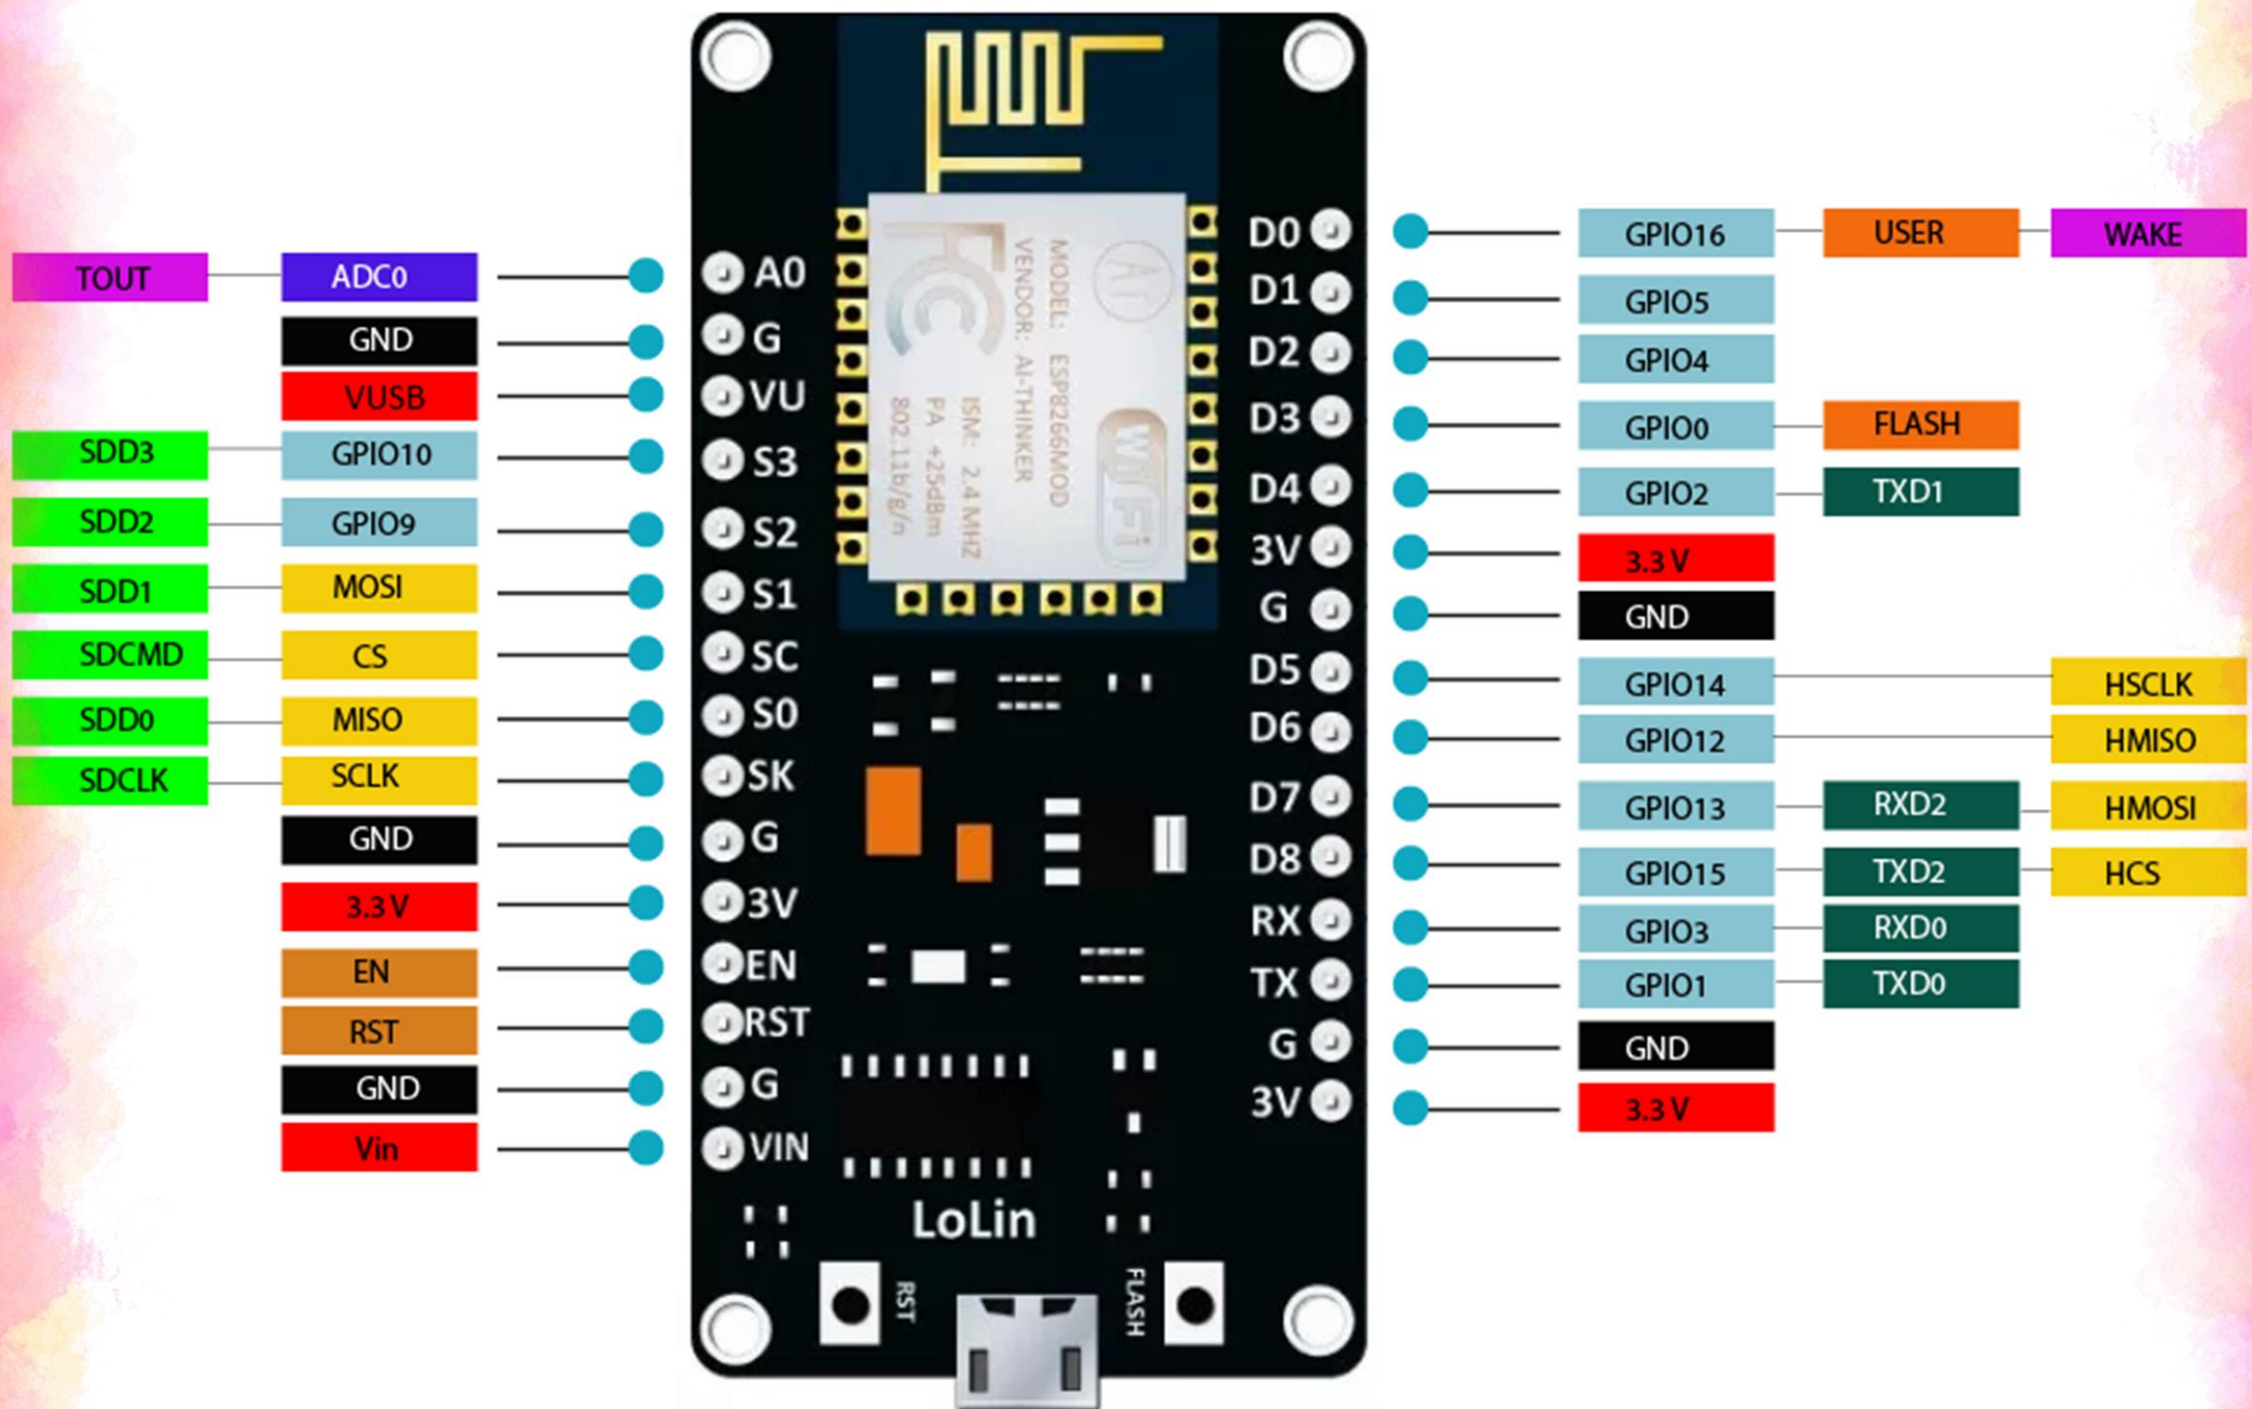 TOUT ADC0 A0
GND G
VUSB VU
SDD3 GPIO10 S3
SDD2 GPIO9 S2
SDD1 MOSI S1
SDCMD CS SC
SDD0 MISO S0
SDCLK SCLK SK
GND G
3.3 V 3V
EN EN
RST RST
GND G
Vin VIN
MODEL: ESP8266MOD
VENDOR: AI-THINKER
ISM: 2.4 MHZ
PA +25dBm
802.11b/g/n
Wi Fi
FC
D0 GPIO16 USER WAKE
D1 GPIO5
D2 GPIO4
D3 GPIO0 FLASH
D4 GPIO2 TXD1
3V 3.3 V
G GND
D5 GPIO14 HSCLK
D6 GPIO12 HMISO
D7 GPIO13 RXD2 HMOSI
D8 GPIO15 TXD2 HCS
RX GPIO3 RXD0
TX GPIO1 TXD0
G GND
3V 3.3 V
LoLin
RST
FLASH